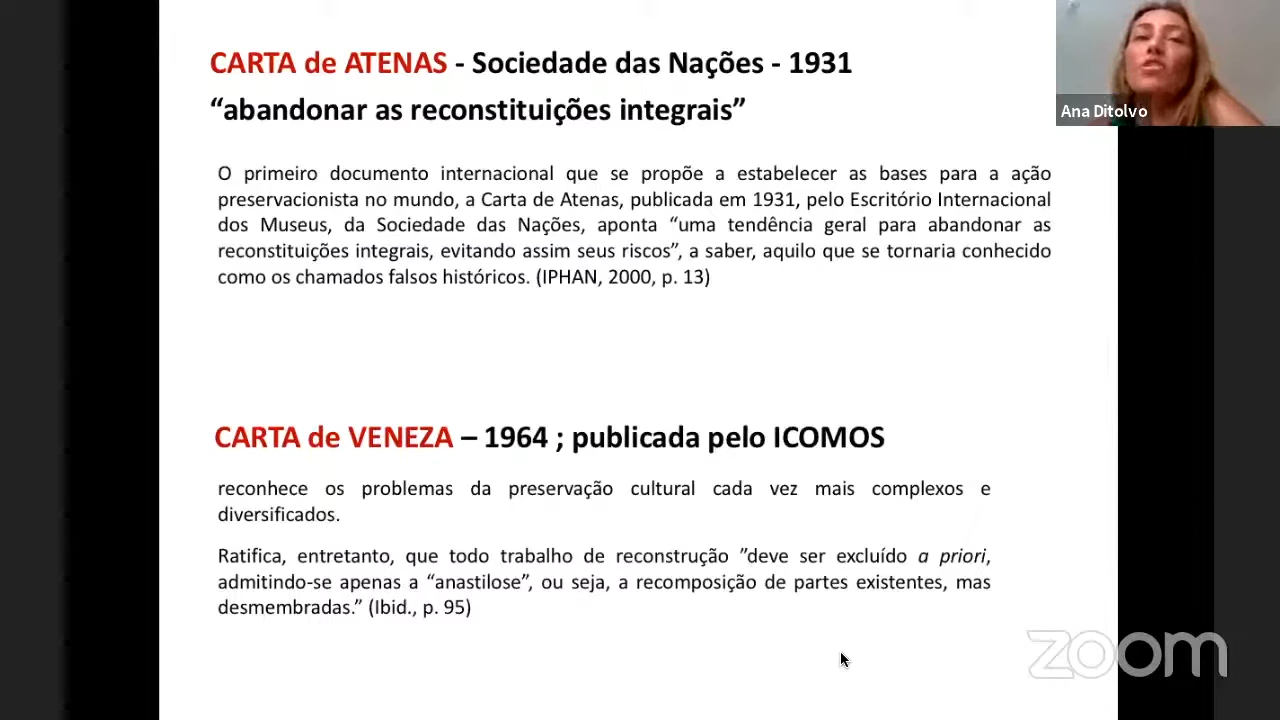 CARTA de ATENAS - Sociedade das Nações - 1931
“abandonar as reconstituições integrais”
Ana Ditolvo
O primeiro documento internacional que se propõe a estabelecer as bases para a ação
preservacionista no mundo, a Carta de Atenas, publicada em 1931, pelo Escritório Internacional
dos Museus, da Sociedade das Nações, aponta “uma tendência geral para abandonar as
reconstituições integrais, evitando assim seus riscos”, a saber, aquilo que se tornaria conhecido
como os chamados falsos históricos. (IPHAN, 2000, p. 13)
CARTA de VENEZA – 1964 ; publicada pelo ICOMOS
reconhece os problemas da preservação cultural cada vez mais complexos e
diversificados.
Ratifica, entretanto, que todo trabalho de reconstrução ”deve ser excluído a priori,
admitindo-se apenas a “anastilose”, ou seja, a recomposição de partes existentes, mas
desmembradas.” (Ibid., p. 95)
zoom